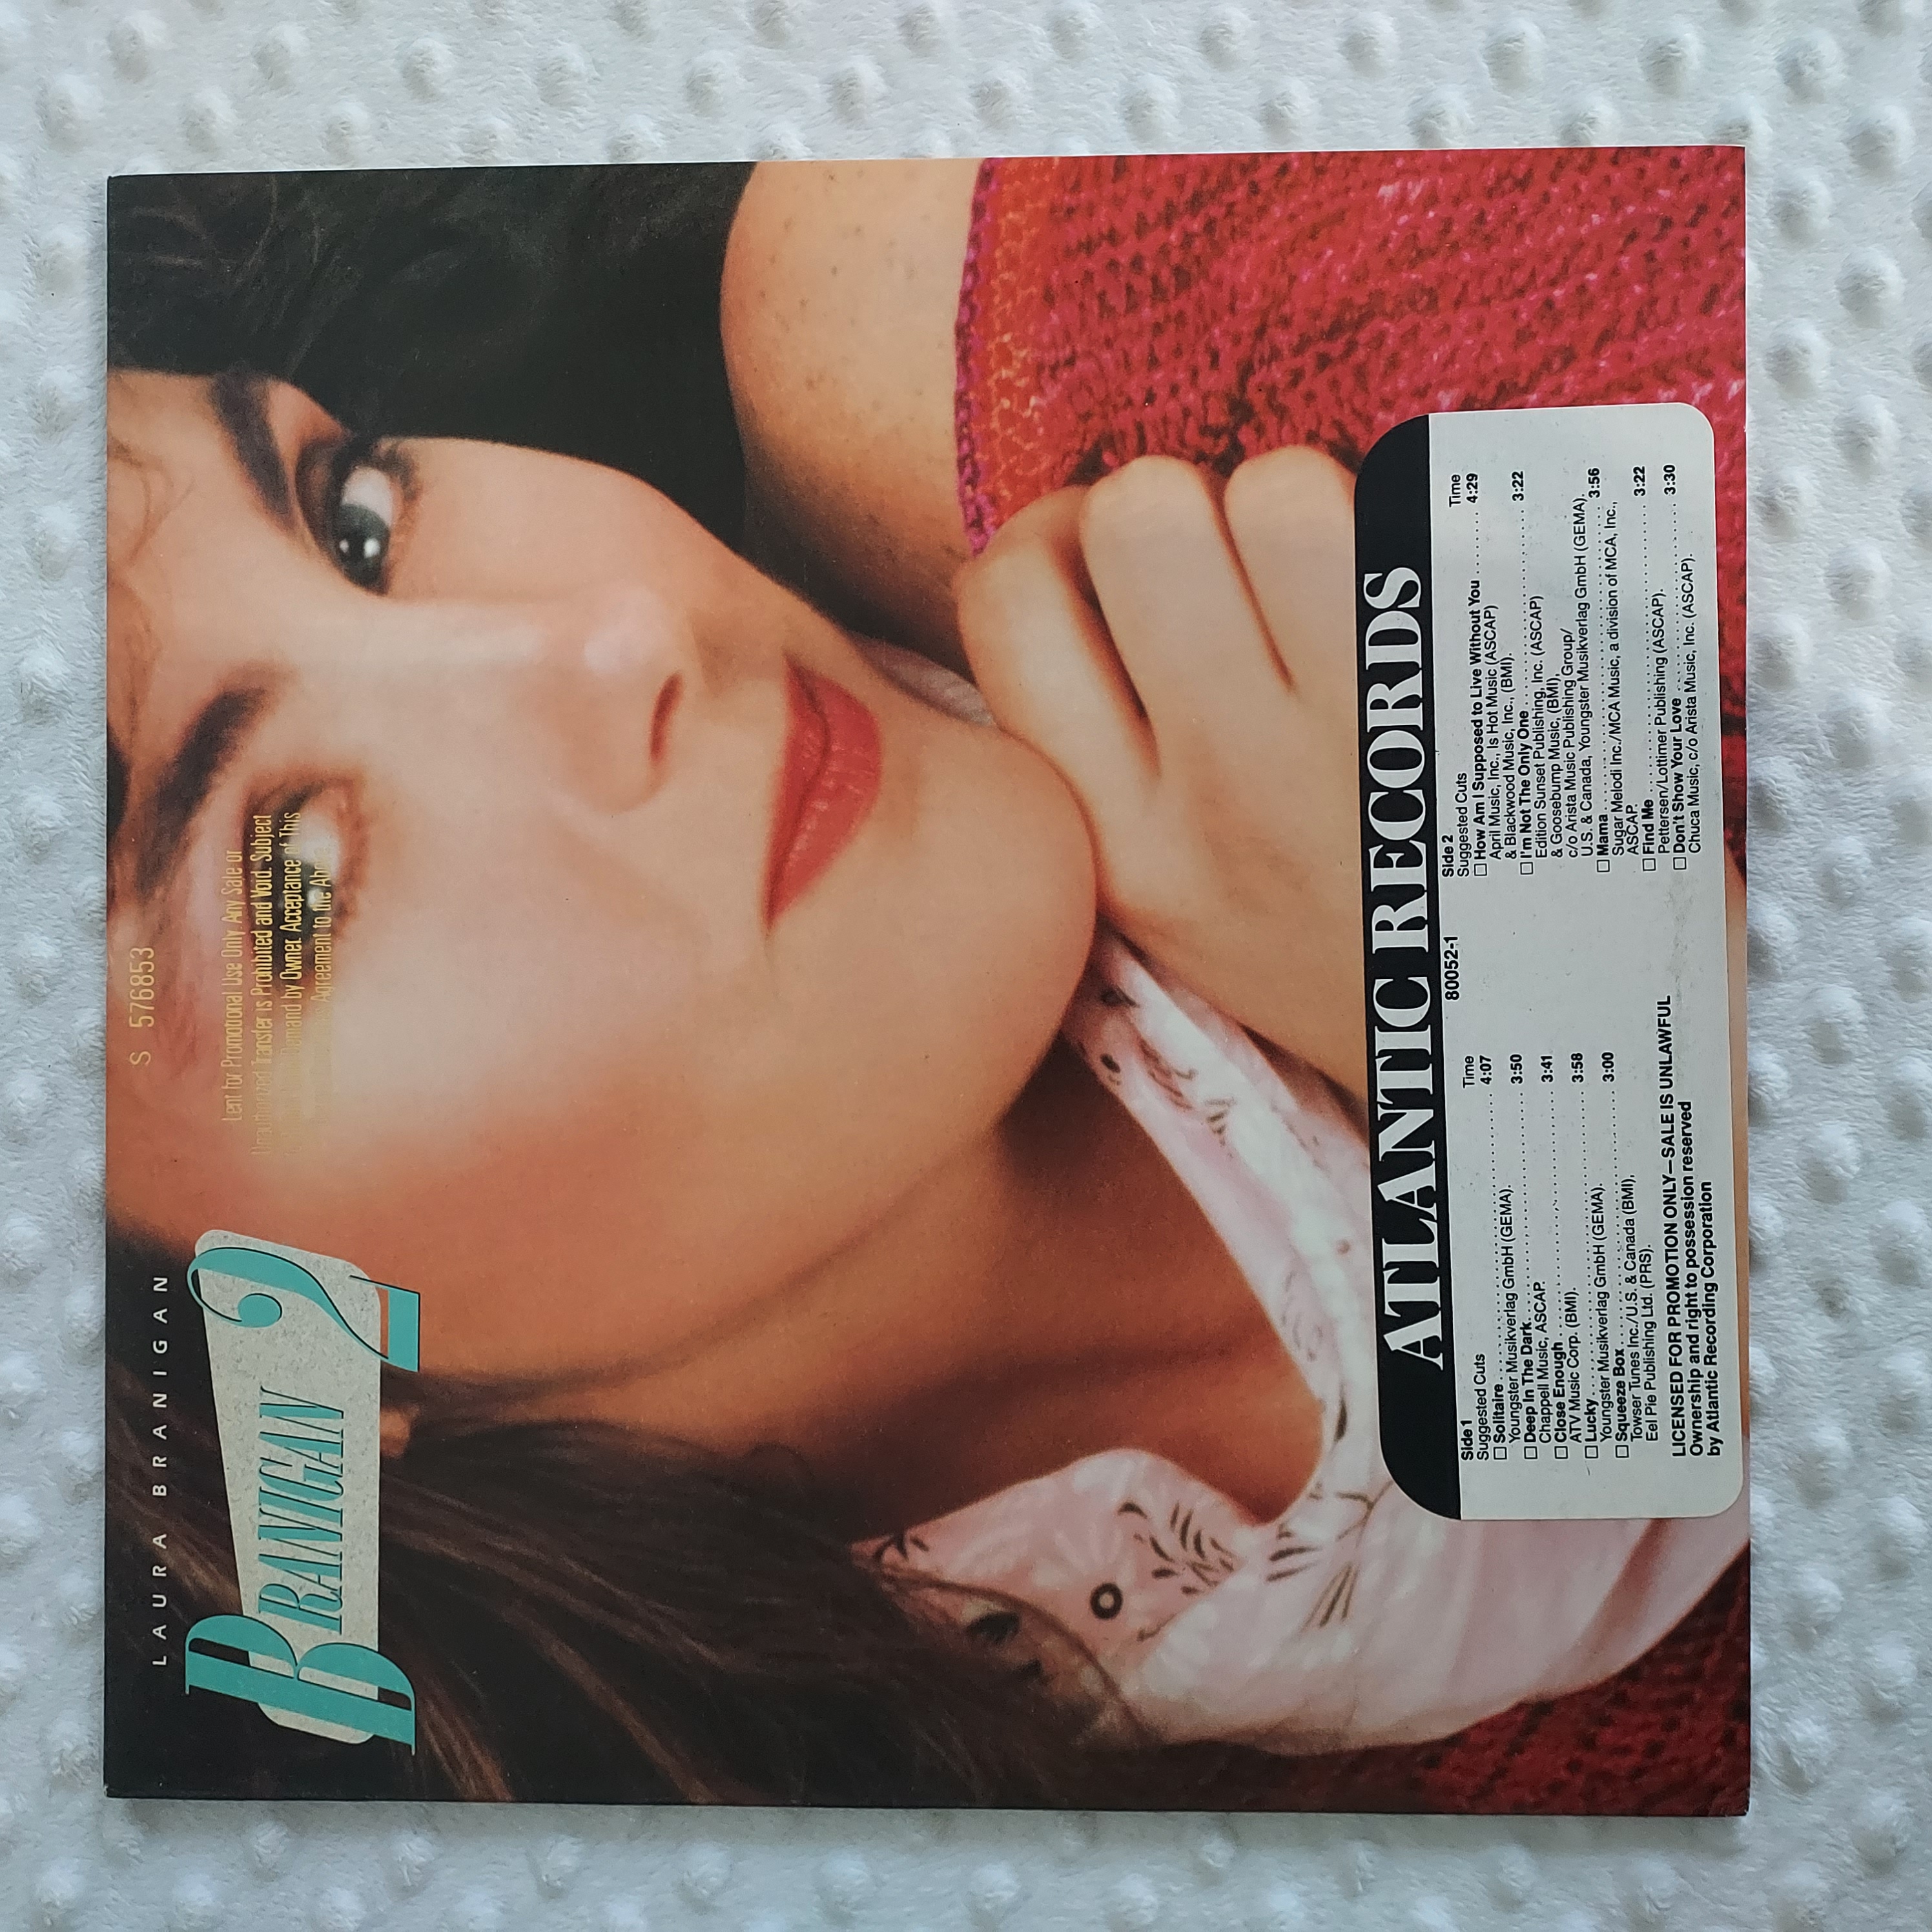 LAURA BRANIGAN
BRANIGAN 2
S 576853
Lent for Promotional Use Only Any Sale or
Unauthorized Transfer is Prohibited and Void. Subject
Demand by Owner. Acceptance of This
Agreement to the Above
ATLANTIC RECORDS
80052-1
Side 1
Suggested Cuts Time
☐ Solitaire 4:07
Youngster Musikverlag GmbH (GEMA).
☐ Deep In The Dark 3:50
Chappell Music, ASCAP.
☐ Close Enough 3:41
ATV Music Corp. (BMI).
☐ Lucky 3:58
Youngster Musikverlag GmbH (GEMA).
☐ Squeeze Box 3:00
Towser Tunes Inc./U.S. & Canada (BMI),
Eel Pie Publishing Ltd. (PRS).
LICENSED FOR PROMOTION ONLY—SALE IS UNLAWFUL
Ownership and right to possession reserved
by Atlantic Recording Corporation
Side 2
Suggested Cuts Time
☐ How Am I Supposed to Live Without You 4:29
April Music, Inc., Is Hot Music (ASCAP)
& Blackwood Music, Inc., (BMI).
☐ I'm Not The Only One 3:22
Edition Sunset Publishing, Inc. (ASCAP)
& Goosebump Music, (BMI),
c/o Arista Music Publishing Group/
U.S. & Canada, Youngster Musikverlag GmbH (GEMA).
☐ Mama 3:56
Sugar Melodi Inc./MCA Music, a division of MCA, Inc.,
ASCAP.
☐ Find Me 3:22
Pettersen/Lottimer Publishing (ASCAP).
☐ Don't Show Your Love 3:30
Chuca Music, c/o Arista Music, Inc. (ASCAP).